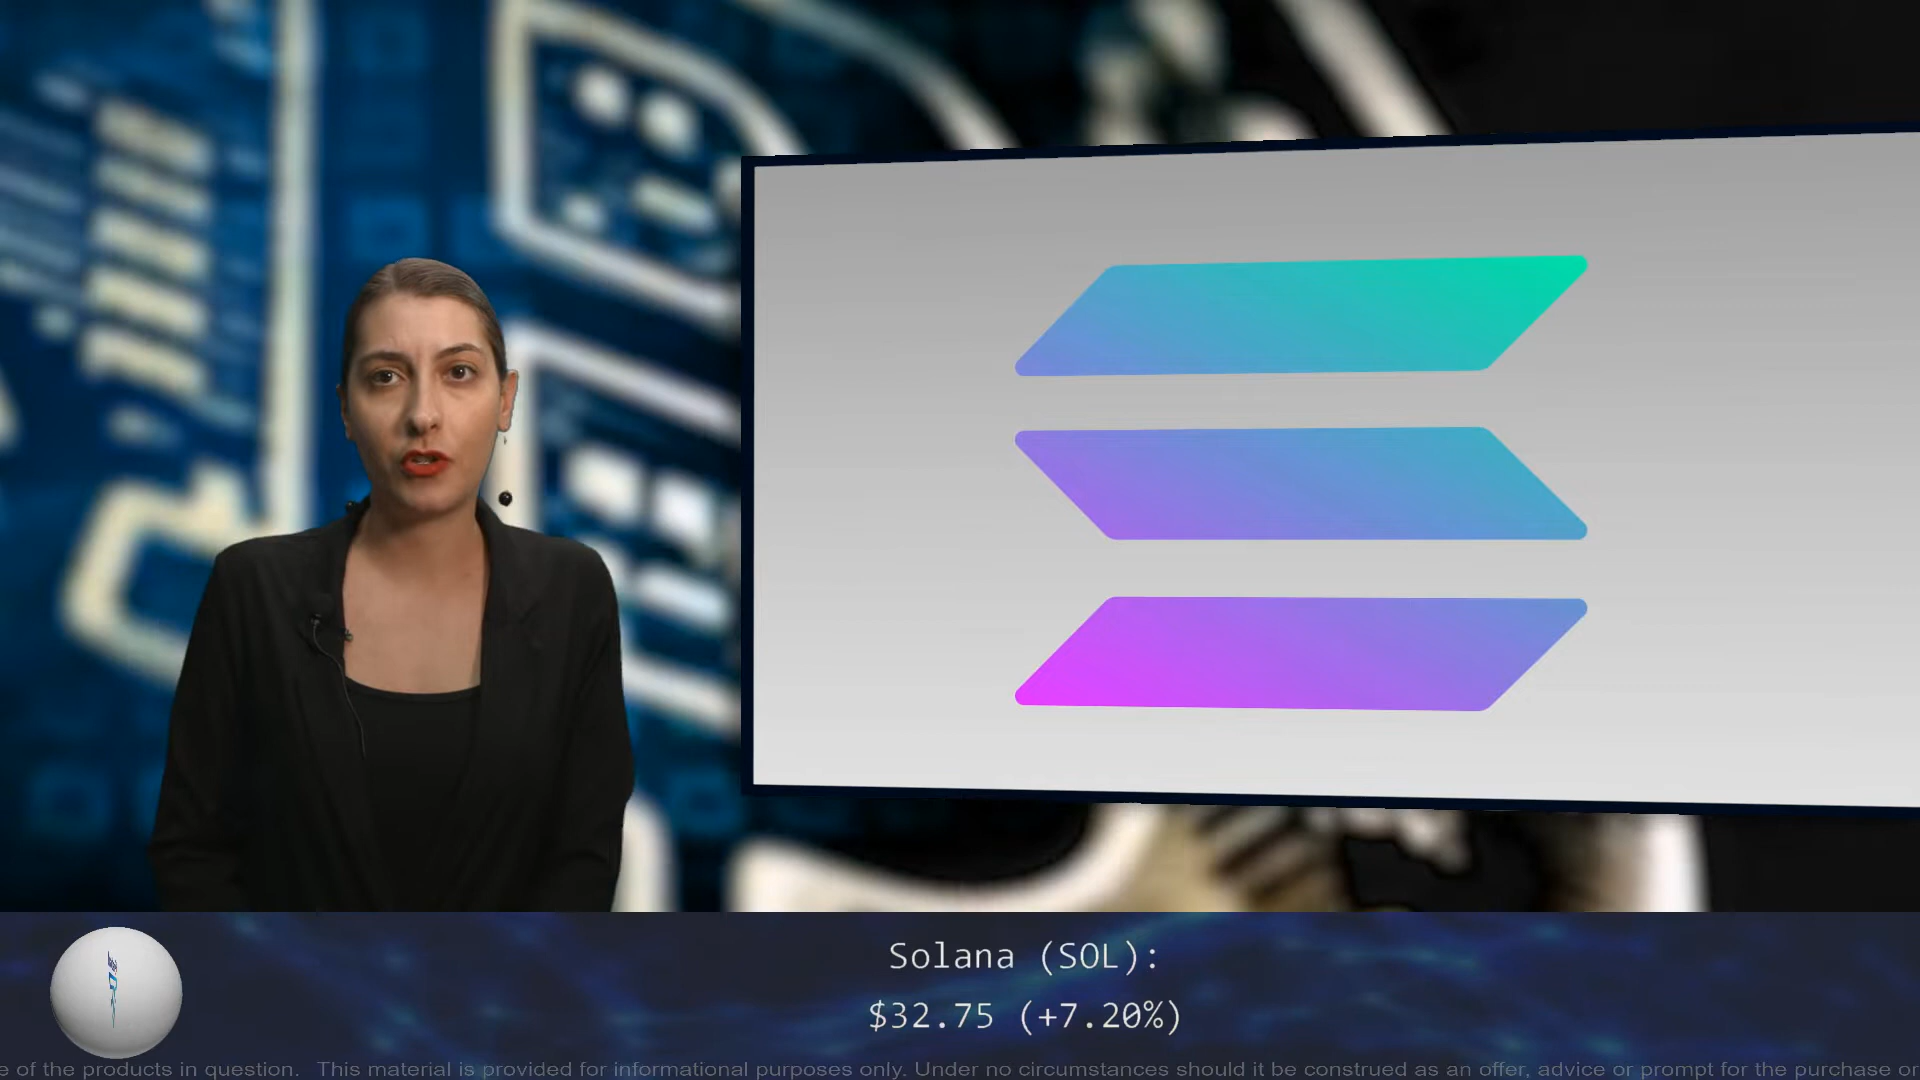 Solana (SOL):
$32.75 (+7.20%)
e of the products in question.  This material is provided for informational purposes only. Under no circumstances should it be construed as an offer, advice or prompt for the purchase or